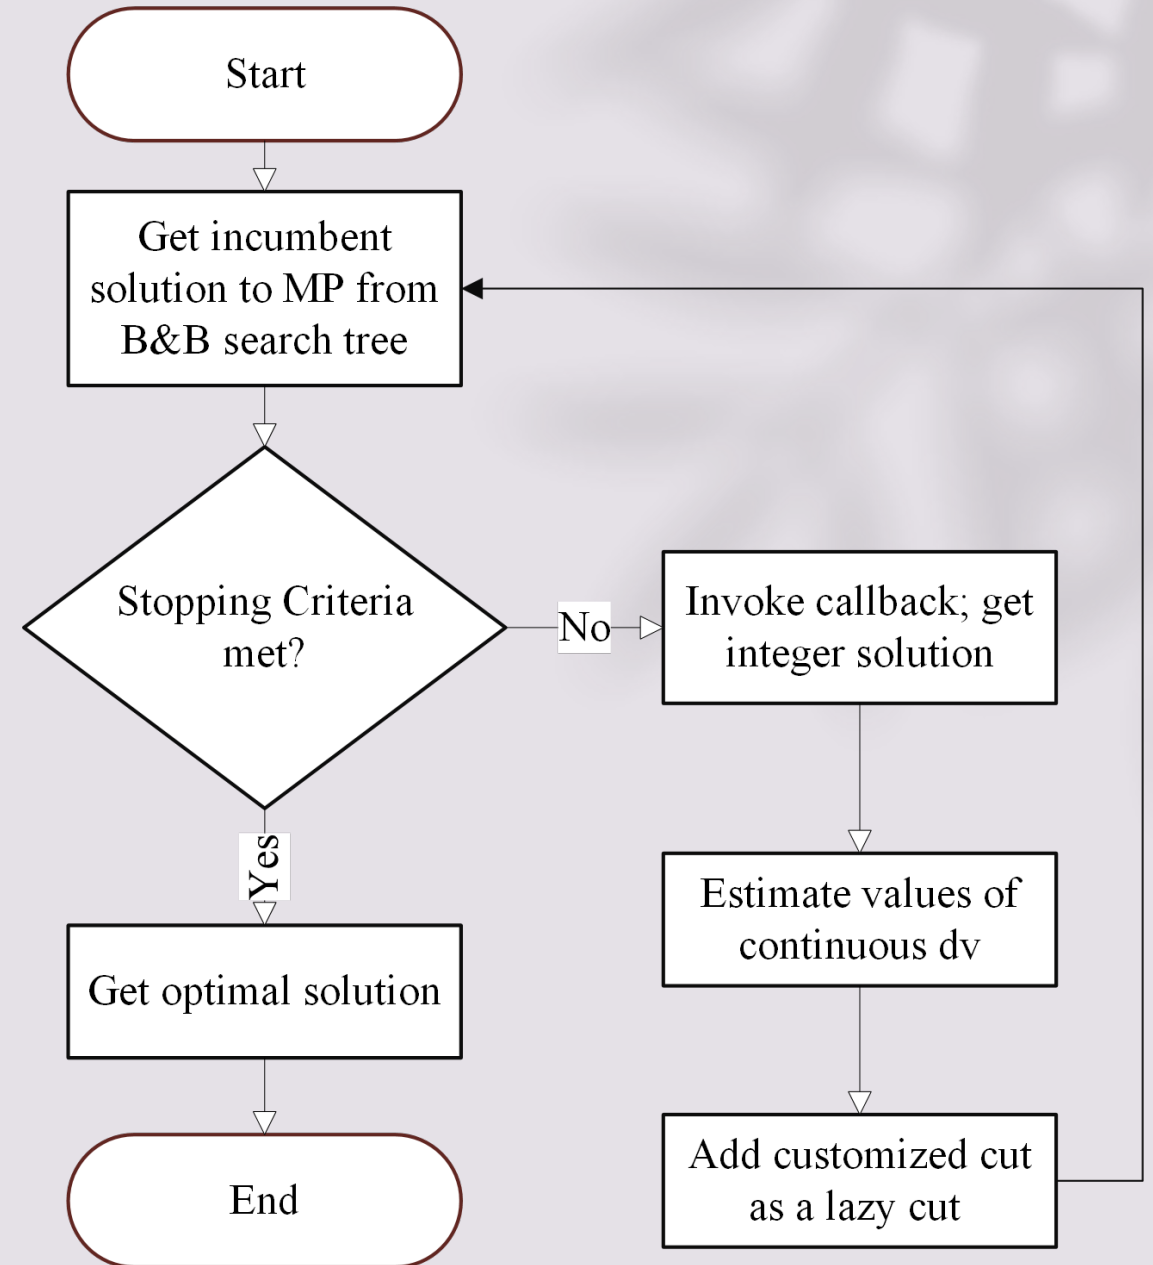 Start
Get incumbent
solution to MP from
B&B search tree
Stopping Criteria
met?
No
Invoke callback; get
integer solution
Estimate values of
continuous dv
Add customized cut
as a lazy cut
Yes
Get optimal solution
End